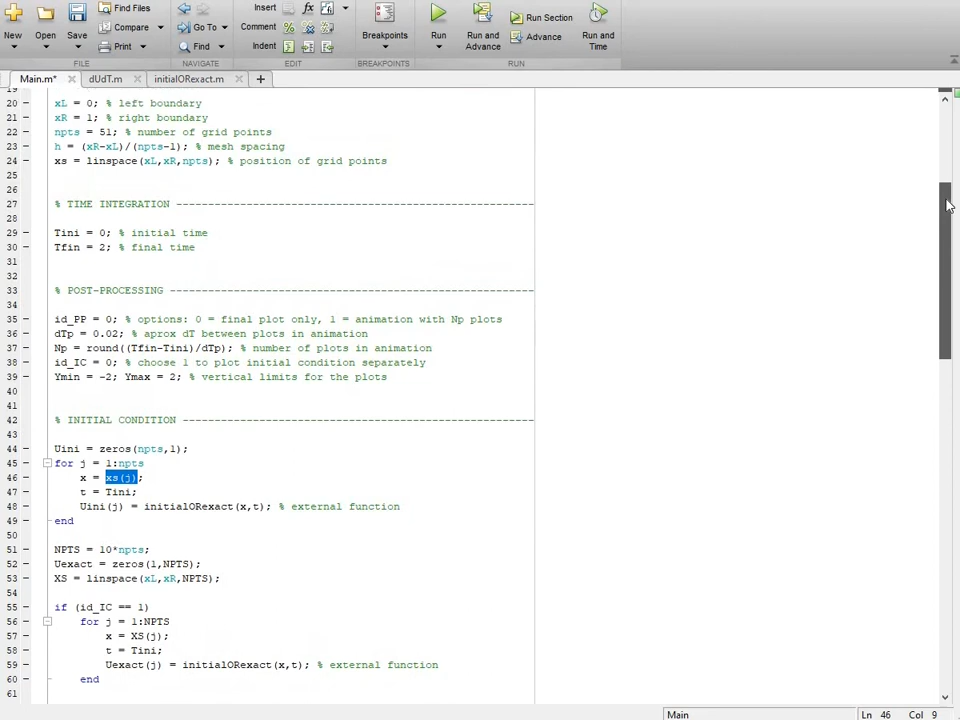 Insert
fx
Find Files
New
Open
Save
Compare
Go To
Comment
Breakpoints
Run
Run and
Advance
Run Section
Advance
Run and
Time
Print
Find
Indent
FILE
NAVIGATE
EDIT
BREAKPOINTS
RUN
Main.m*
dUdT.m
initialORexact.m
20 xL = 0; % left boundary
21 xR = 1; % right boundary
22 npts = 51; % number of grid points
23 h = (xR-xL)/(npts-1); % mesh spacing
24 xs = linspace(xL,xR,npts); % position of grid points
25
26
27 % TIME INTEGRATION --------------------------------------------------------
28
29 Tini = 0; % initial time
30 Tfin = 2; % final time
31
32
33 % POST-PROCESSING ---------------------------------------------------------
34
35 id_PP = 0; % options: 0 = final plot only, 1 = animation with Np plots
36 dTp = 0.02; % aprox dT between plots in animation
37 Np = round((Tfin-Tini)/dTp); % number of plots in animation
38 id_IC = 0; % choose 1 to plot initial condition separately
39 Ymin = -2; Ymax = 2; % vertical limits for the plots
40
41
42 % INITIAL CONDITION -------------------------------------------------------
43
44 Uini = zeros(npts,1);
45 for j = 1:npts
46 x = xs(j);
47 t = Tini;
48 Uini(j) = initialORexact(x,t); % external function
49 end
50
51 NPTS = 10*npts;
52 Uexact = zeros(1,NPTS);
53 XS = linspace(xL,xR,NPTS);
54
55 if (id_IC == 1)
56 for j = 1:NPTS
57 x = XS(j);
58 t = Tini;
59 Uexact(j) = initialORexact(x,t); % external function
60 end
61
Main
Ln 46 Col 9